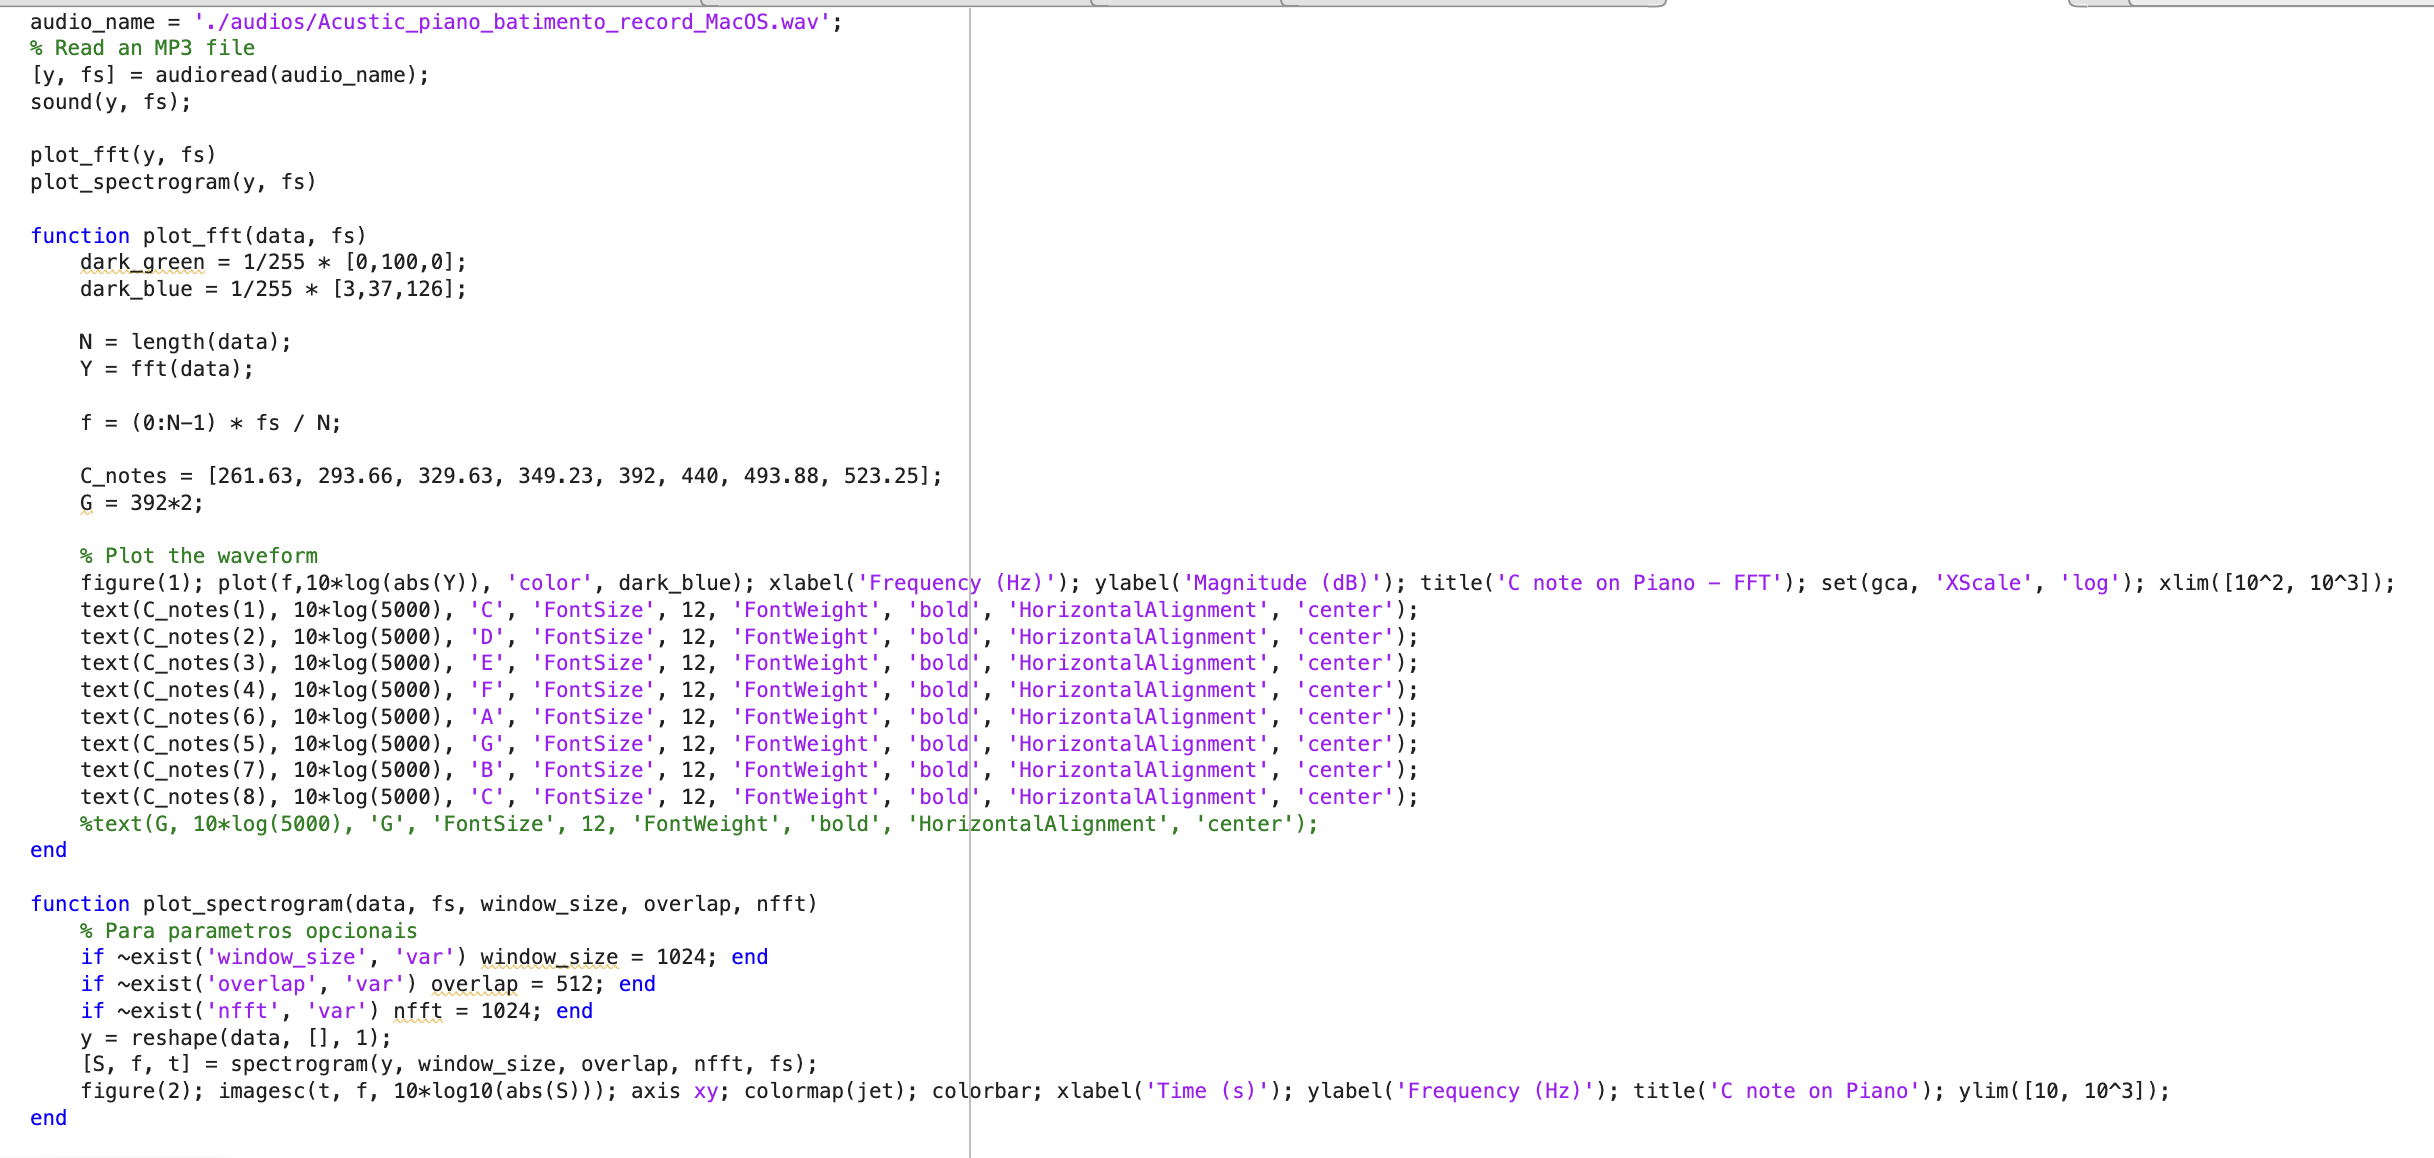 audio_name = './audios/Acustic_piano_batimento_record_MacOS.wav';
% Read an MP3 file
[y, fs] = audioread(audio_name);
sound(y, fs);
plot_fft(y, fs)
plot_spectrogram(y, fs)
function plot_fft(data, fs)
dark_green = 1/255 * [0,100,0];
dark_blue = 1/255 * [3,37,126];
N = length(data);
Y = fft(data);
f = (0:N-1) * fs / N;
C_notes = [261.63, 293.66, 329.63, 349.23, 392, 440, 493.88, 523.25];
G = 392*2;
% Plot the waveform
figure(1); plot(f,10*log(abs(Y)), 'color', dark_blue); xlabel('Frequency (Hz)'); ylabel('Magnitude (dB)'); title('C note on Piano - FFT'); set(gca, 'XScale', 'log'); xlim([10^2, 10^3]);
text(C_notes(1), 10*log(5000), 'C', 'FontSize', 12, 'FontWeight', 'bold', 'HorizontalAlignment', 'center');
text(C_notes(2), 10*log(5000), 'D', 'FontSize', 12, 'FontWeight', 'bold', 'HorizontalAlignment', 'center');
text(C_notes(3), 10*log(5000), 'E', 'FontSize', 12, 'FontWeight', 'bold', 'HorizontalAlignment', 'center');
text(C_notes(4), 10*log(5000), 'F', 'FontSize', 12, 'FontWeight', 'bold', 'HorizontalAlignment', 'center');
text(C_notes(6), 10*log(5000), 'A', 'FontSize', 12, 'FontWeight', 'bold', 'HorizontalAlignment', 'center');
text(C_notes(5), 10*log(5000), 'G', 'FontSize', 12, 'FontWeight', 'bold', 'HorizontalAlignment', 'center');
text(C_notes(7), 10*log(5000), 'B', 'FontSize', 12, 'FontWeight', 'bold', 'HorizontalAlignment', 'center');
text(C_notes(8), 10*log(5000), 'C', 'FontSize', 12, 'FontWeight', 'bold', 'HorizontalAlignment', 'center');
%text(G, 10*log(5000), 'G', 'FontSize', 12, 'FontWeight', 'bold', 'HorizontalAlignment', 'center');
end
function plot_spectrogram(data, fs, window_size, overlap, nfft)
% Para parametros opcionais
if ~exist('window_size', 'var') window_size = 1024; end
if ~exist('overlap', 'var') overlap = 512; end
if ~exist('nfft', 'var') nfft = 1024; end
y = reshape(data, [], 1);
[S, f, t] = spectrogram(y, window_size, overlap, nfft, fs);
figure(2); imagesc(t, f, 10*log10(abs(S))); axis xy; colormap(jet); colorbar; xlabel('Time (s)'); ylabel('Frequency (Hz)'); title('C note on Piano'); ylim([10, 10^3]);
end